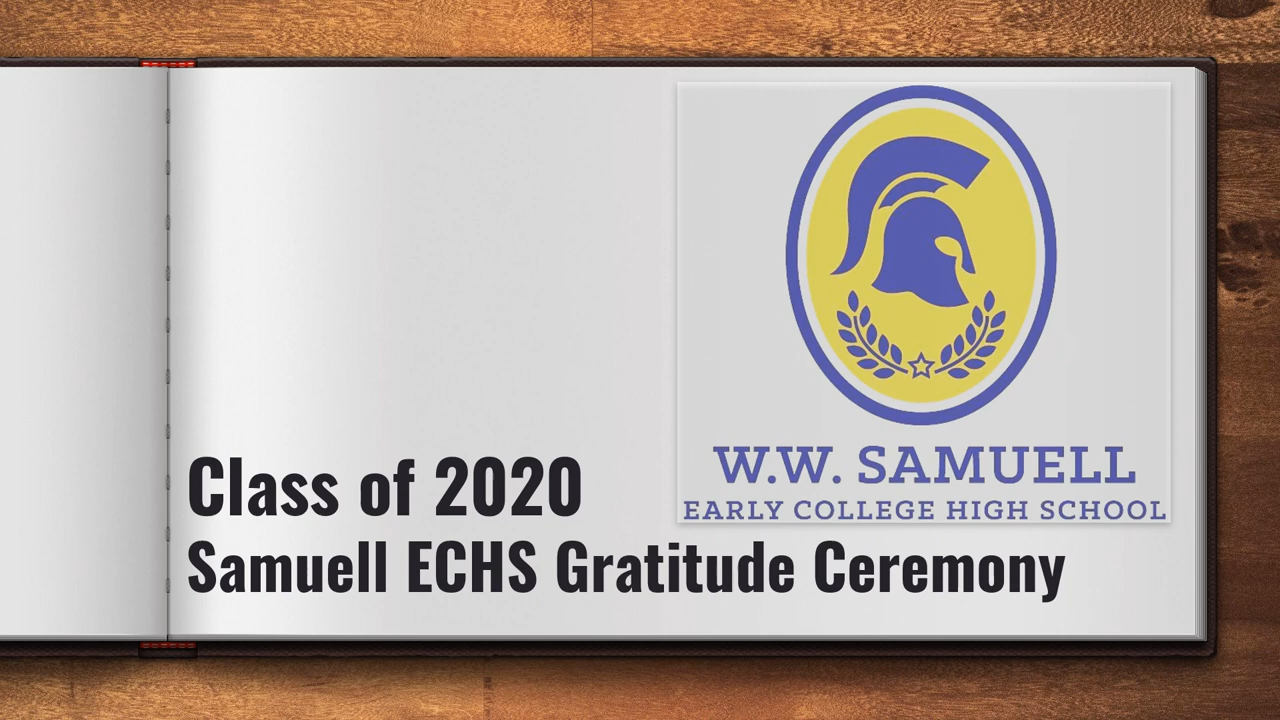 W.W. SAMUELL
EARLY COLLEGE HIGH SCHOOL
Class of 2020
Samuell ECHS Gratitude Ceremony